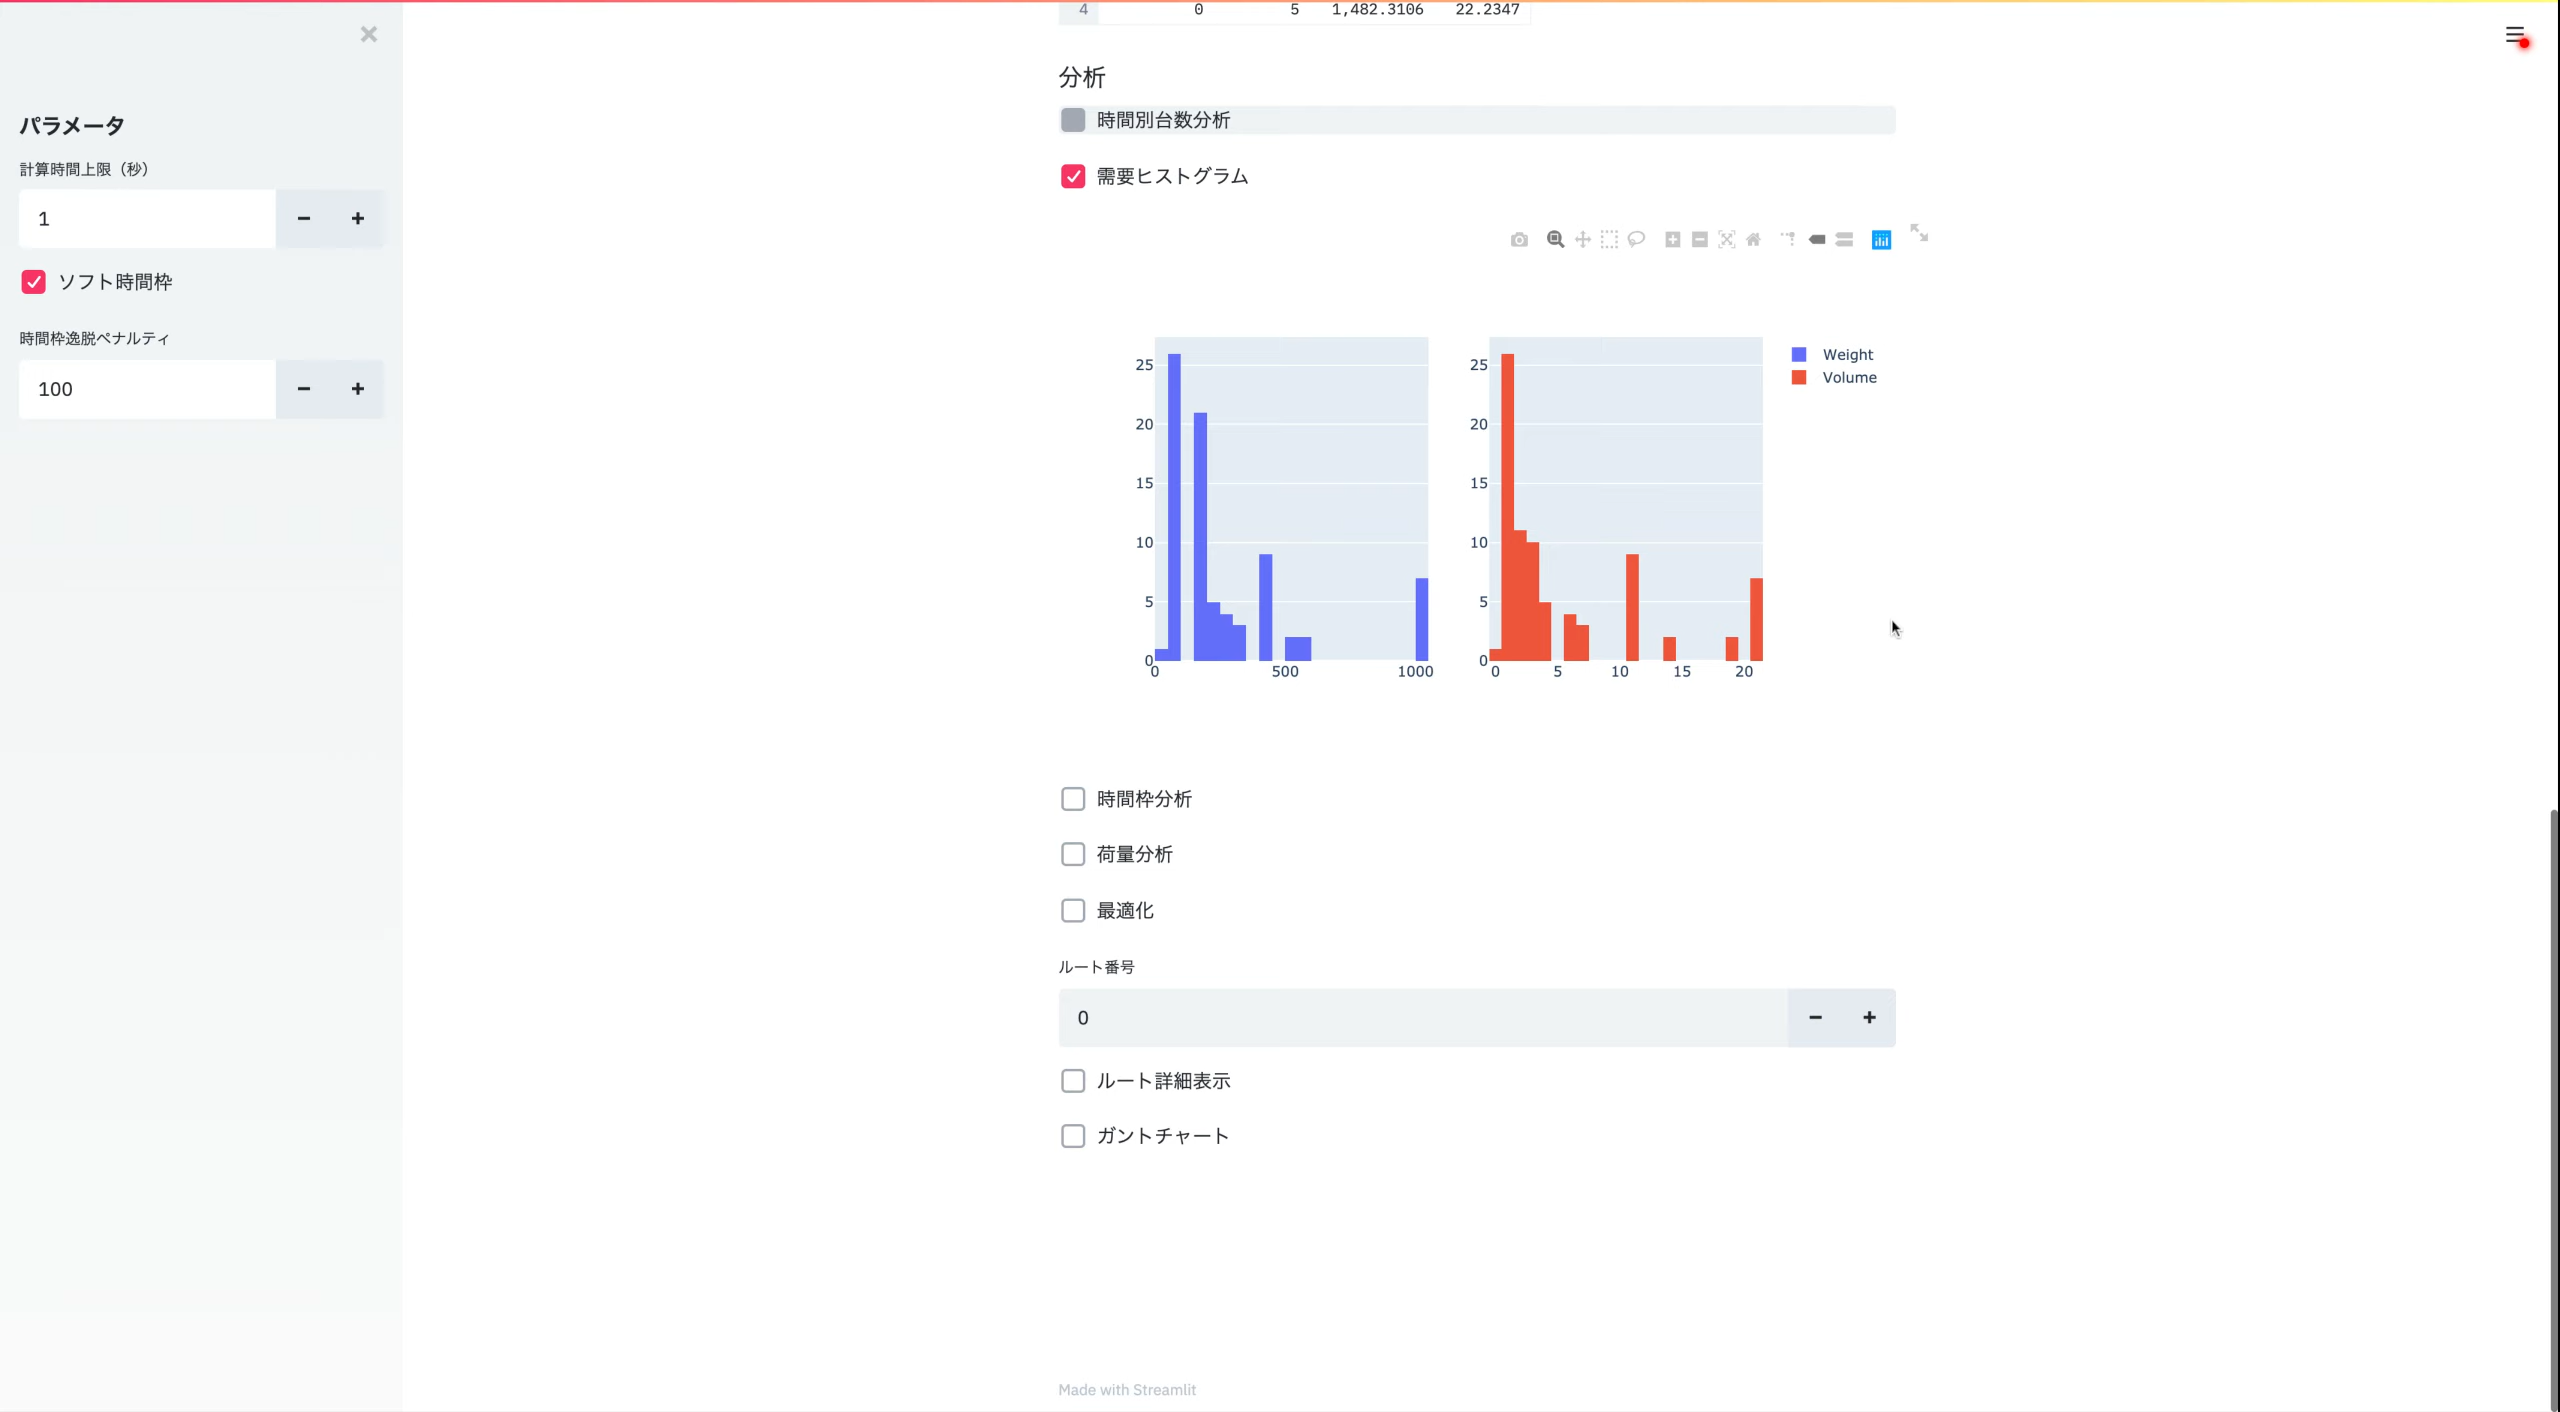 4 0 5 1,482.3106 22.2347
パラメータ
計算時間上限（秒）
1
ソフト時間枠
時間枠逸脱ペナルティ
100
分析
時間別台数分析
需要ヒストグラム
25
20
15
10
5
0
0 500 1000
25
20
15
10
5
0
0 5 10 15 20
Weight
Volume
時間枠分析
荷量分析
最適化
ルート番号
0
ルート詳細表示
ガントチャート
Made with Streamlit